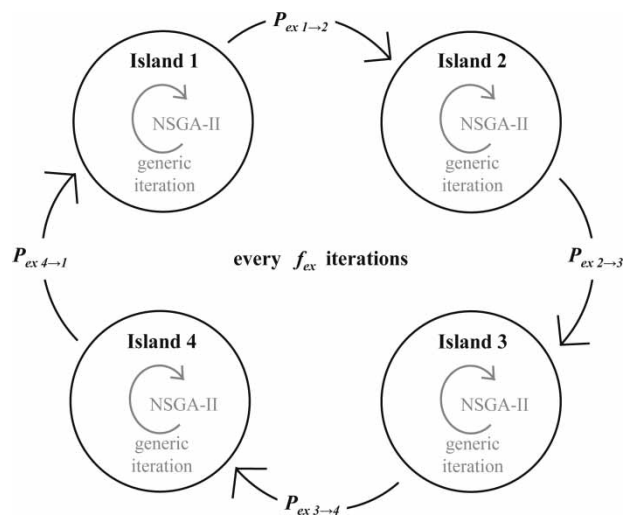 P ex 1→2
Island 1
NSGA-II
generic
iteration
Island 2
NSGA-II
generic
iteration
P ex 4→1
every f ex iterations
P ex 2→3
Island 4
NSGA-II
generic
iteration
Island 3
NSGA-II
generic
iteration
P ex 3→4